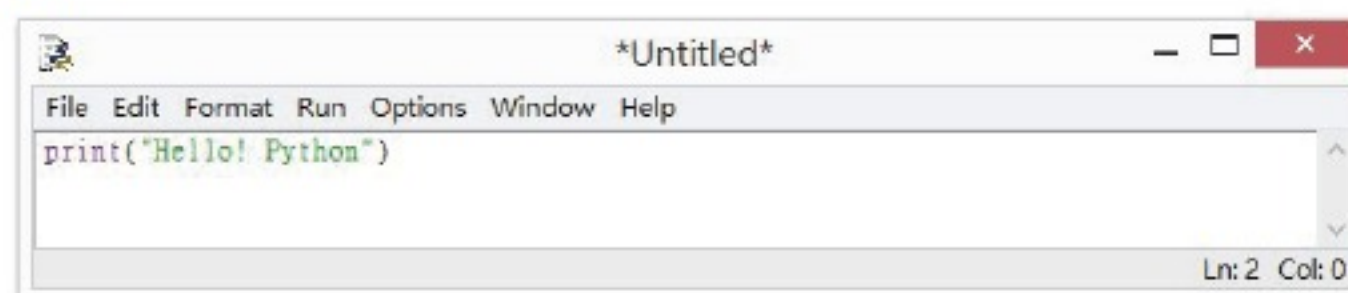 *Untitled*
File Edit Format Run Options Window Help
print("Hello! Python")
Ln: 2 Col: 0